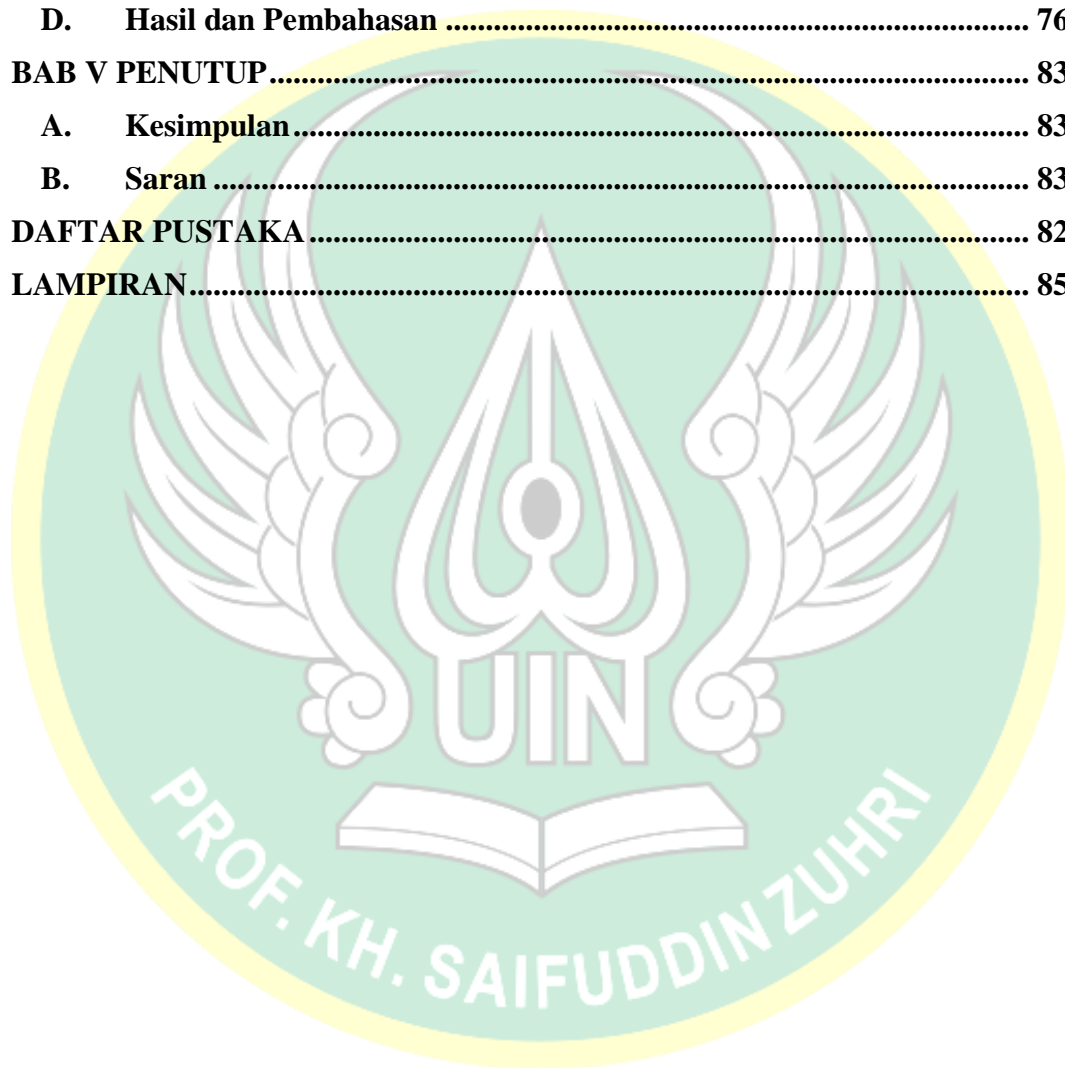 D. Hasil dan Pembahasan ........................................................................ 76
BAB V PENUTUP ............................................................................................... 83
A. Kesimpulan ............................................................................................ 83
B. Saran ...................................................................................................... 83
DAFTAR PUSTAKA .......................................................................................... 82
LAMPIRAN ......................................................................................................... 85
UIN
PROF. KH. SAIFUDDIN ZUHRI